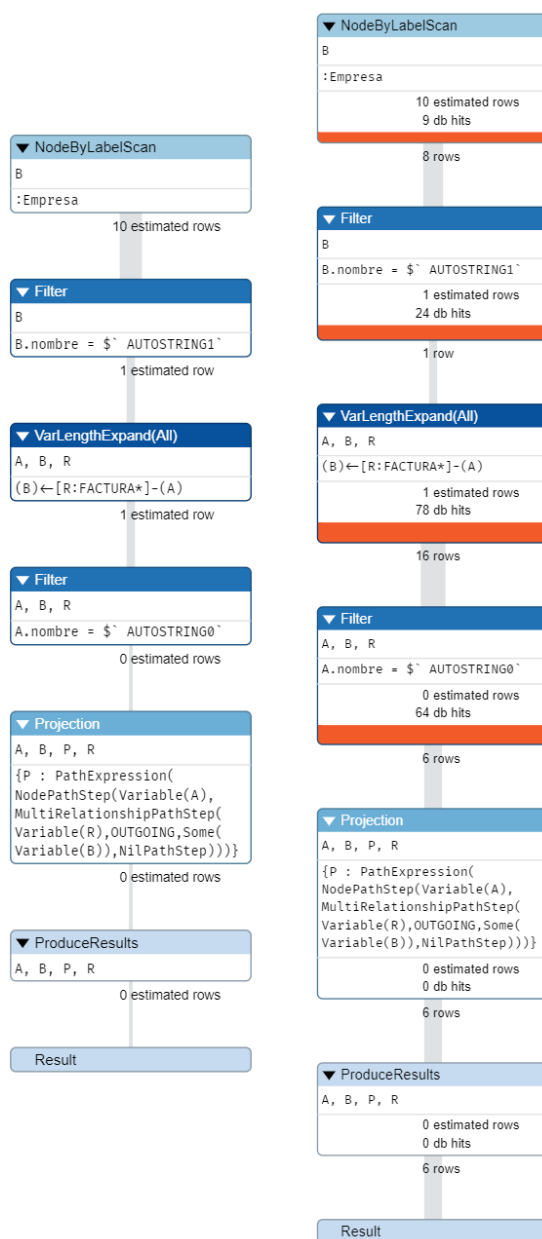 ▼ NodeByLabelScan
B
:Empresa
10 estimated rows
▼ Filter
B
B.nombre = $` AUTOSTRING1`
1 estimated row
▼ VarLengthExpand(All)
A, B, R
(B)←[R:FACTURA*]-(A)
1 estimated row
▼ Filter
A, B, R
A.nombre = $` AUTOSTRING0`
0 estimated rows
▼ Projection
A, B, P, R
{P : PathExpression(
NodePathStep(Variable(A),
MultiRelationshipPathStep(
Variable(R),OUTGOING,Some(
Variable(B)),NilPathStep)))}
0 estimated rows
▼ ProduceResults
A, B, P, R
0 estimated rows
Result
▼ NodeByLabelScan
B
:Empresa
10 estimated rows
9 db hits
8 rows
▼ Filter
B
B.nombre = $` AUTOSTRING1`
1 estimated rows
24 db hits
1 row
▼ VarLengthExpand(All)
A, B, R
(B)←[R:FACTURA*]-(A)
1 estimated rows
78 db hits
16 rows
▼ Filter
A, B, R
A.nombre = $` AUTOSTRING0`
0 estimated rows
64 db hits
6 rows
▼ Projection
A, B, P, R
{P : PathExpression(
NodePathStep(Variable(A),
MultiRelationshipPathStep(
Variable(R),OUTGOING,Some(
Variable(B)),NilPathStep)))}
0 estimated rows
0 db hits
6 rows
▼ ProduceResults
A, B, P, R
0 estimated rows
0 db hits
6 rows
Result